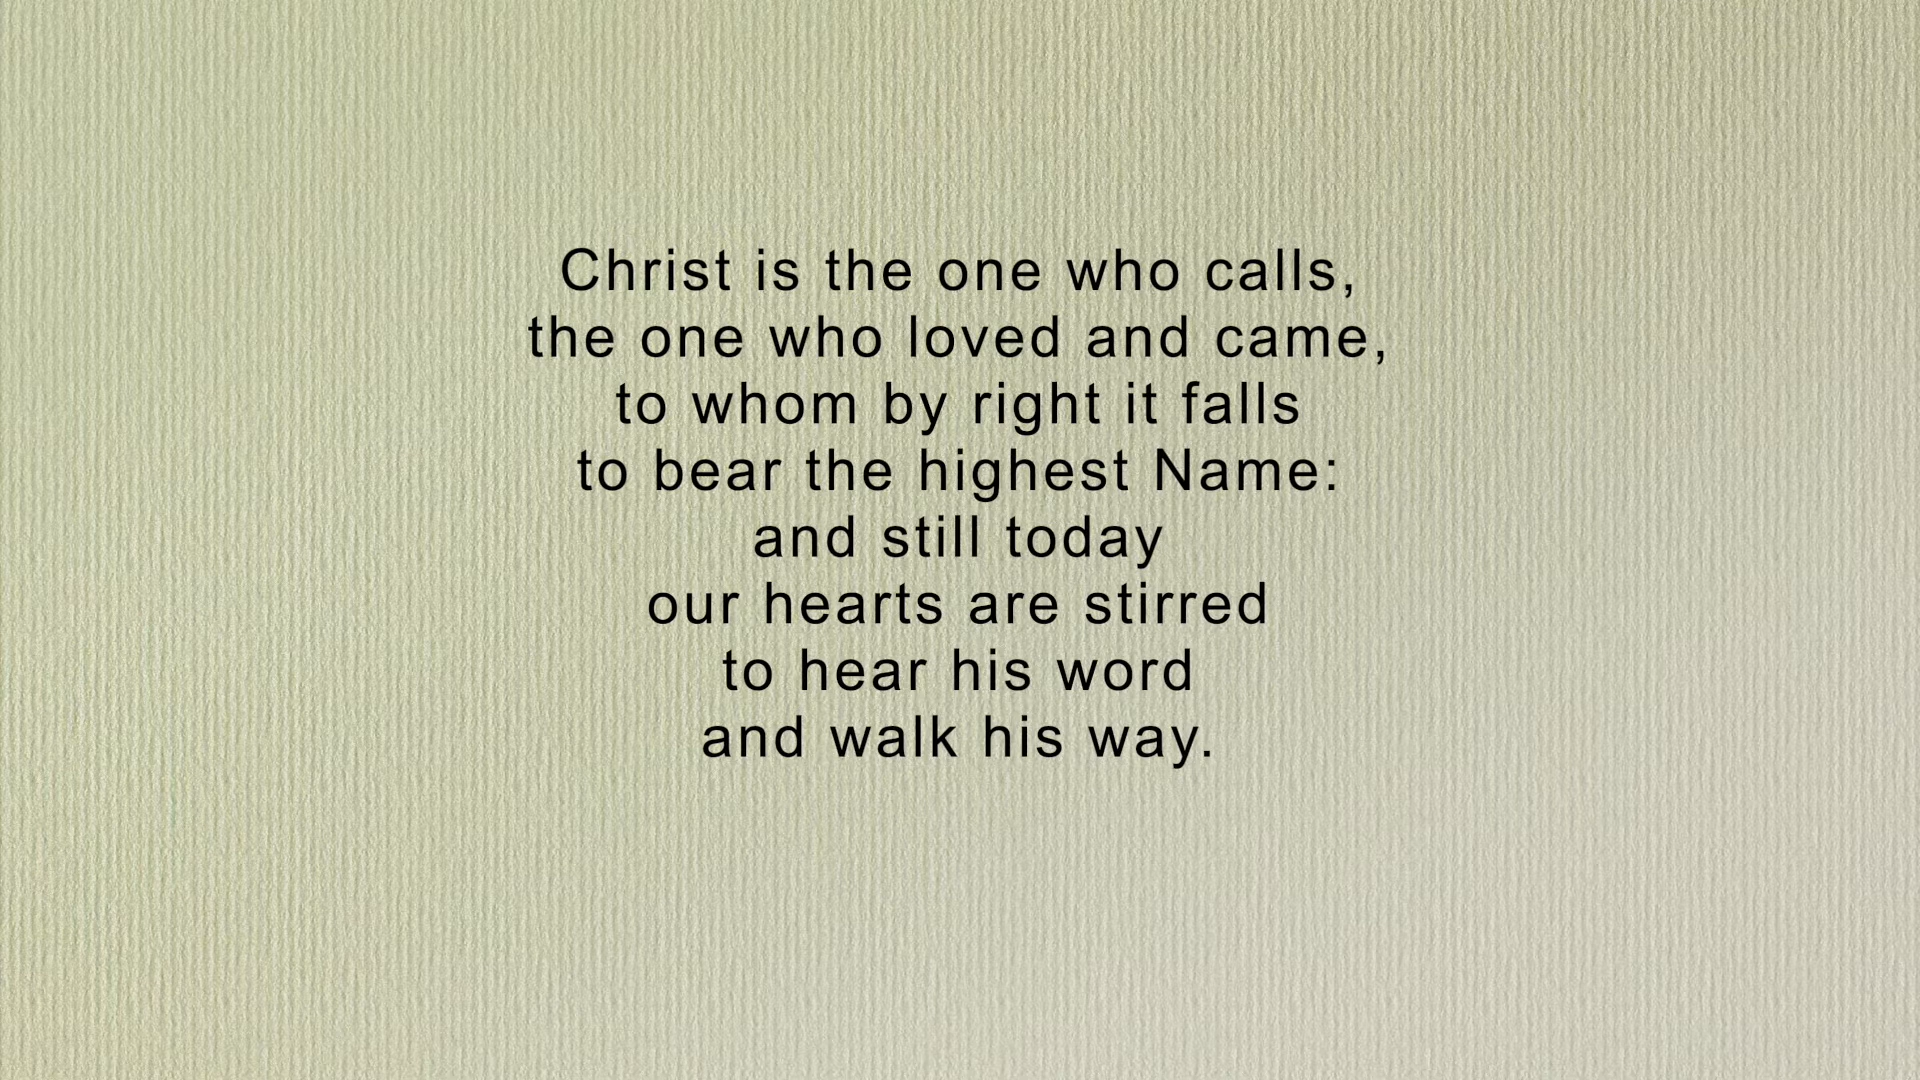 Christ is the one who calls,
the one who loved and came,
to whom by right it falls
to bear the highest Name:
and still today
our hearts are stirred
to hear his word
and walk his way.